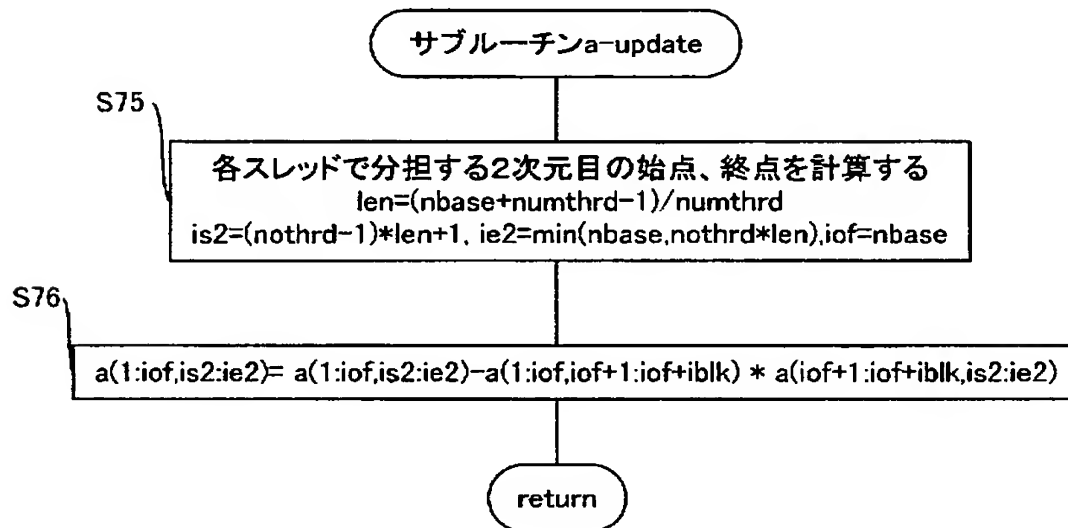 サブルーチンa-update
S75
各スレッドで分担する2次元目の始点、終点を計算する
len=(nbase+numthrd-1)/numthrd
is2=(nothrd-1)*len+1, ie2=min(nbase,nothrd*len),iof=nbase
S76
a(1:iof,is2:ie2)= a(1:iof,is2:ie2)-a(1:iof,iof+1:iof+iblk) * a(iof+1:iof+iblk,is2:ie2)
return